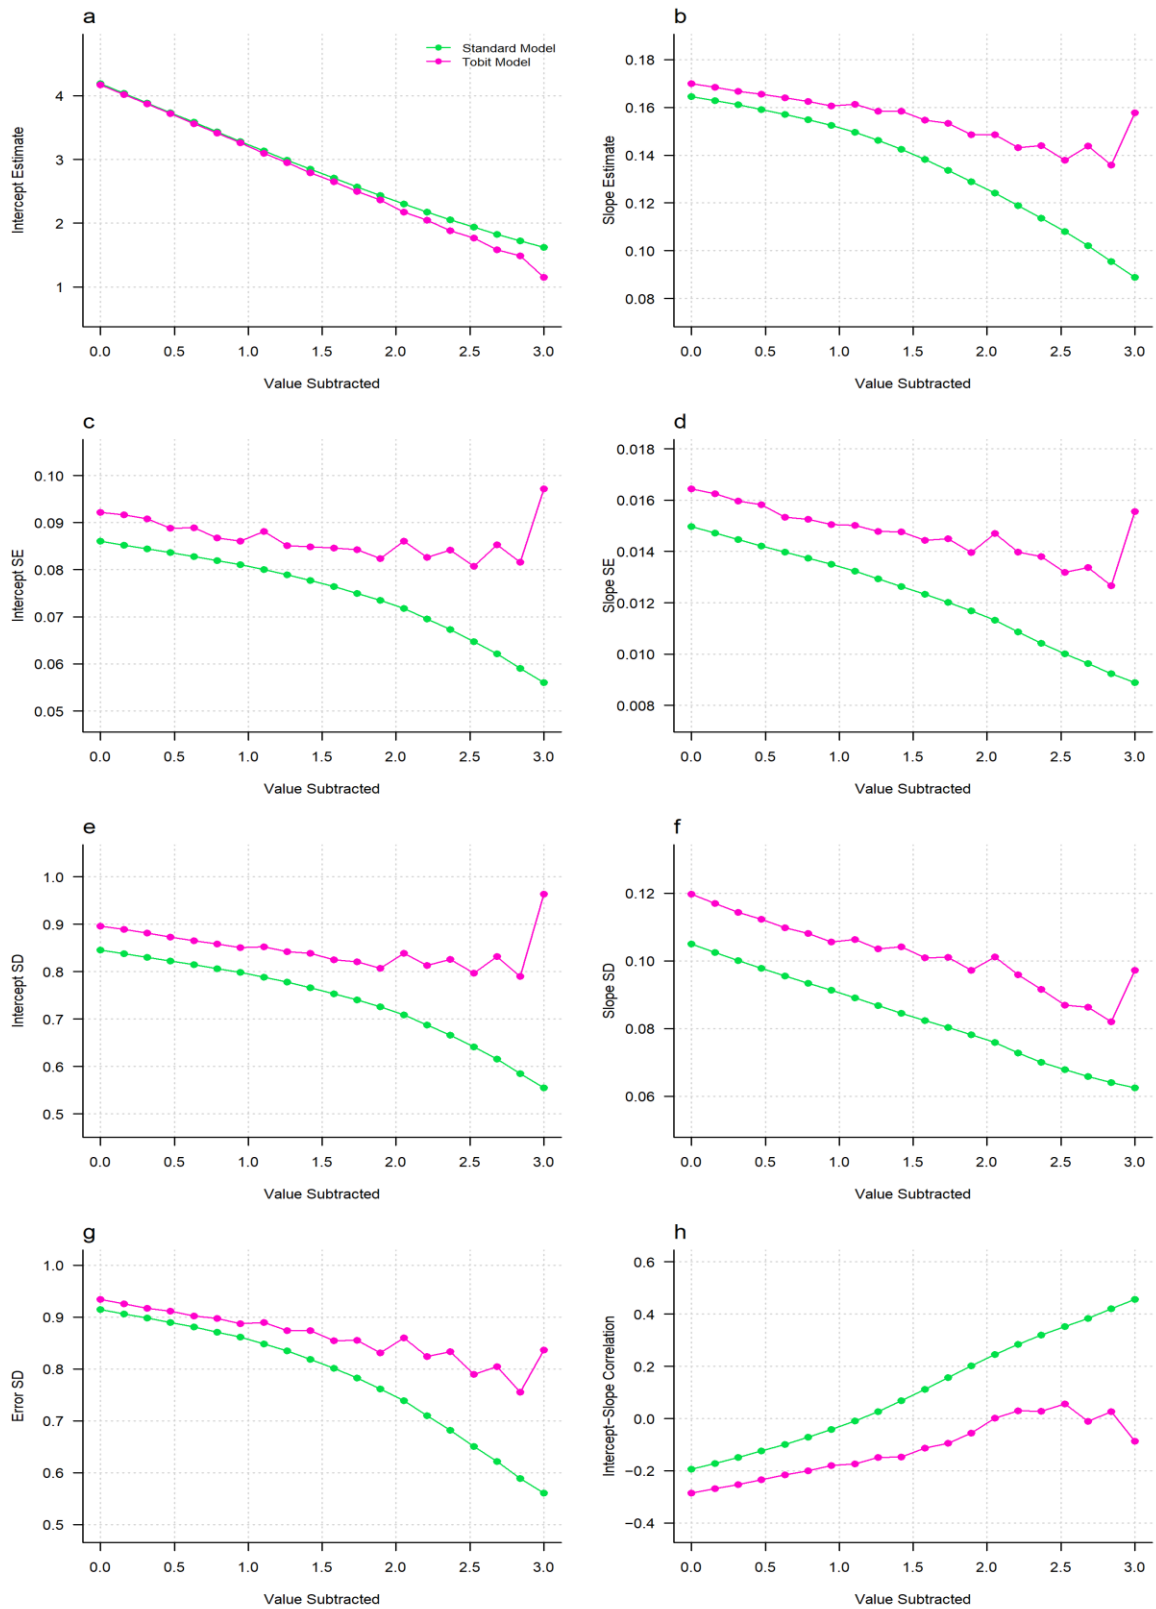 a
Standard Model
Tobit Model
Intercept Estimate
4
3
2
1
0.0 0.5 1.0 1.5 2.0 2.5 3.0
Value Subtracted
b
Slope Estimate
0.18
0.16
0.14
0.12
0.10
0.08
0.0 0.5 1.0 1.5 2.0 2.5 3.0
Value Subtracted
c
Intercept SE
0.10
0.09
0.08
0.07
0.06
0.05
0.0 0.5 1.0 1.5 2.0 2.5 3.0
Value Subtracted
d
Slope SE
0.018
0.016
0.014
0.012
0.010
0.008
0.0 0.5 1.0 1.5 2.0 2.5 3.0
Value Subtracted
e
Intercept SD
1.0
0.9
0.8
0.7
0.6
0.5
0.0 0.5 1.0 1.5 2.0 2.5 3.0
Value Subtracted
f
Slope SD
0.12
0.10
0.08
0.06
0.0 0.5 1.0 1.5 2.0 2.5 3.0
Value Subtracted
g
Error SD
1.0
0.9
0.8
0.7
0.6
0.5
0.0 0.5 1.0 1.5 2.0 2.5 3.0
Value Subtracted
h
Intercept−Slope Correlation
0.6
0.4
0.2
0.0
−0.2
−0.4
0.0 0.5 1.0 1.5 2.0 2.5 3.0
Value Subtracted